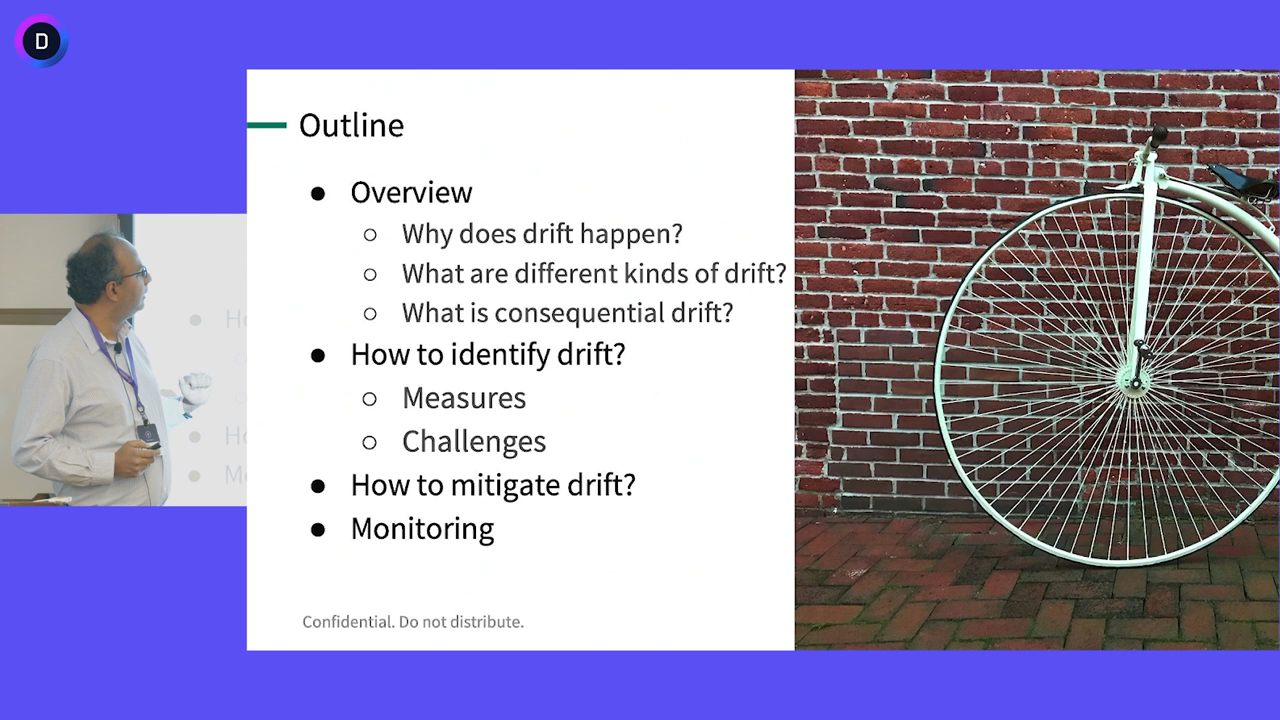 D
Outline
● Overview
○ Why does drift happen?
○ What are different kinds of drift?
○ What is consequential drift?
● How to identify drift?
○ Measures
○ Challenges
● How to mitigate drift?
● Monitoring
Confidential. Do not distribute.